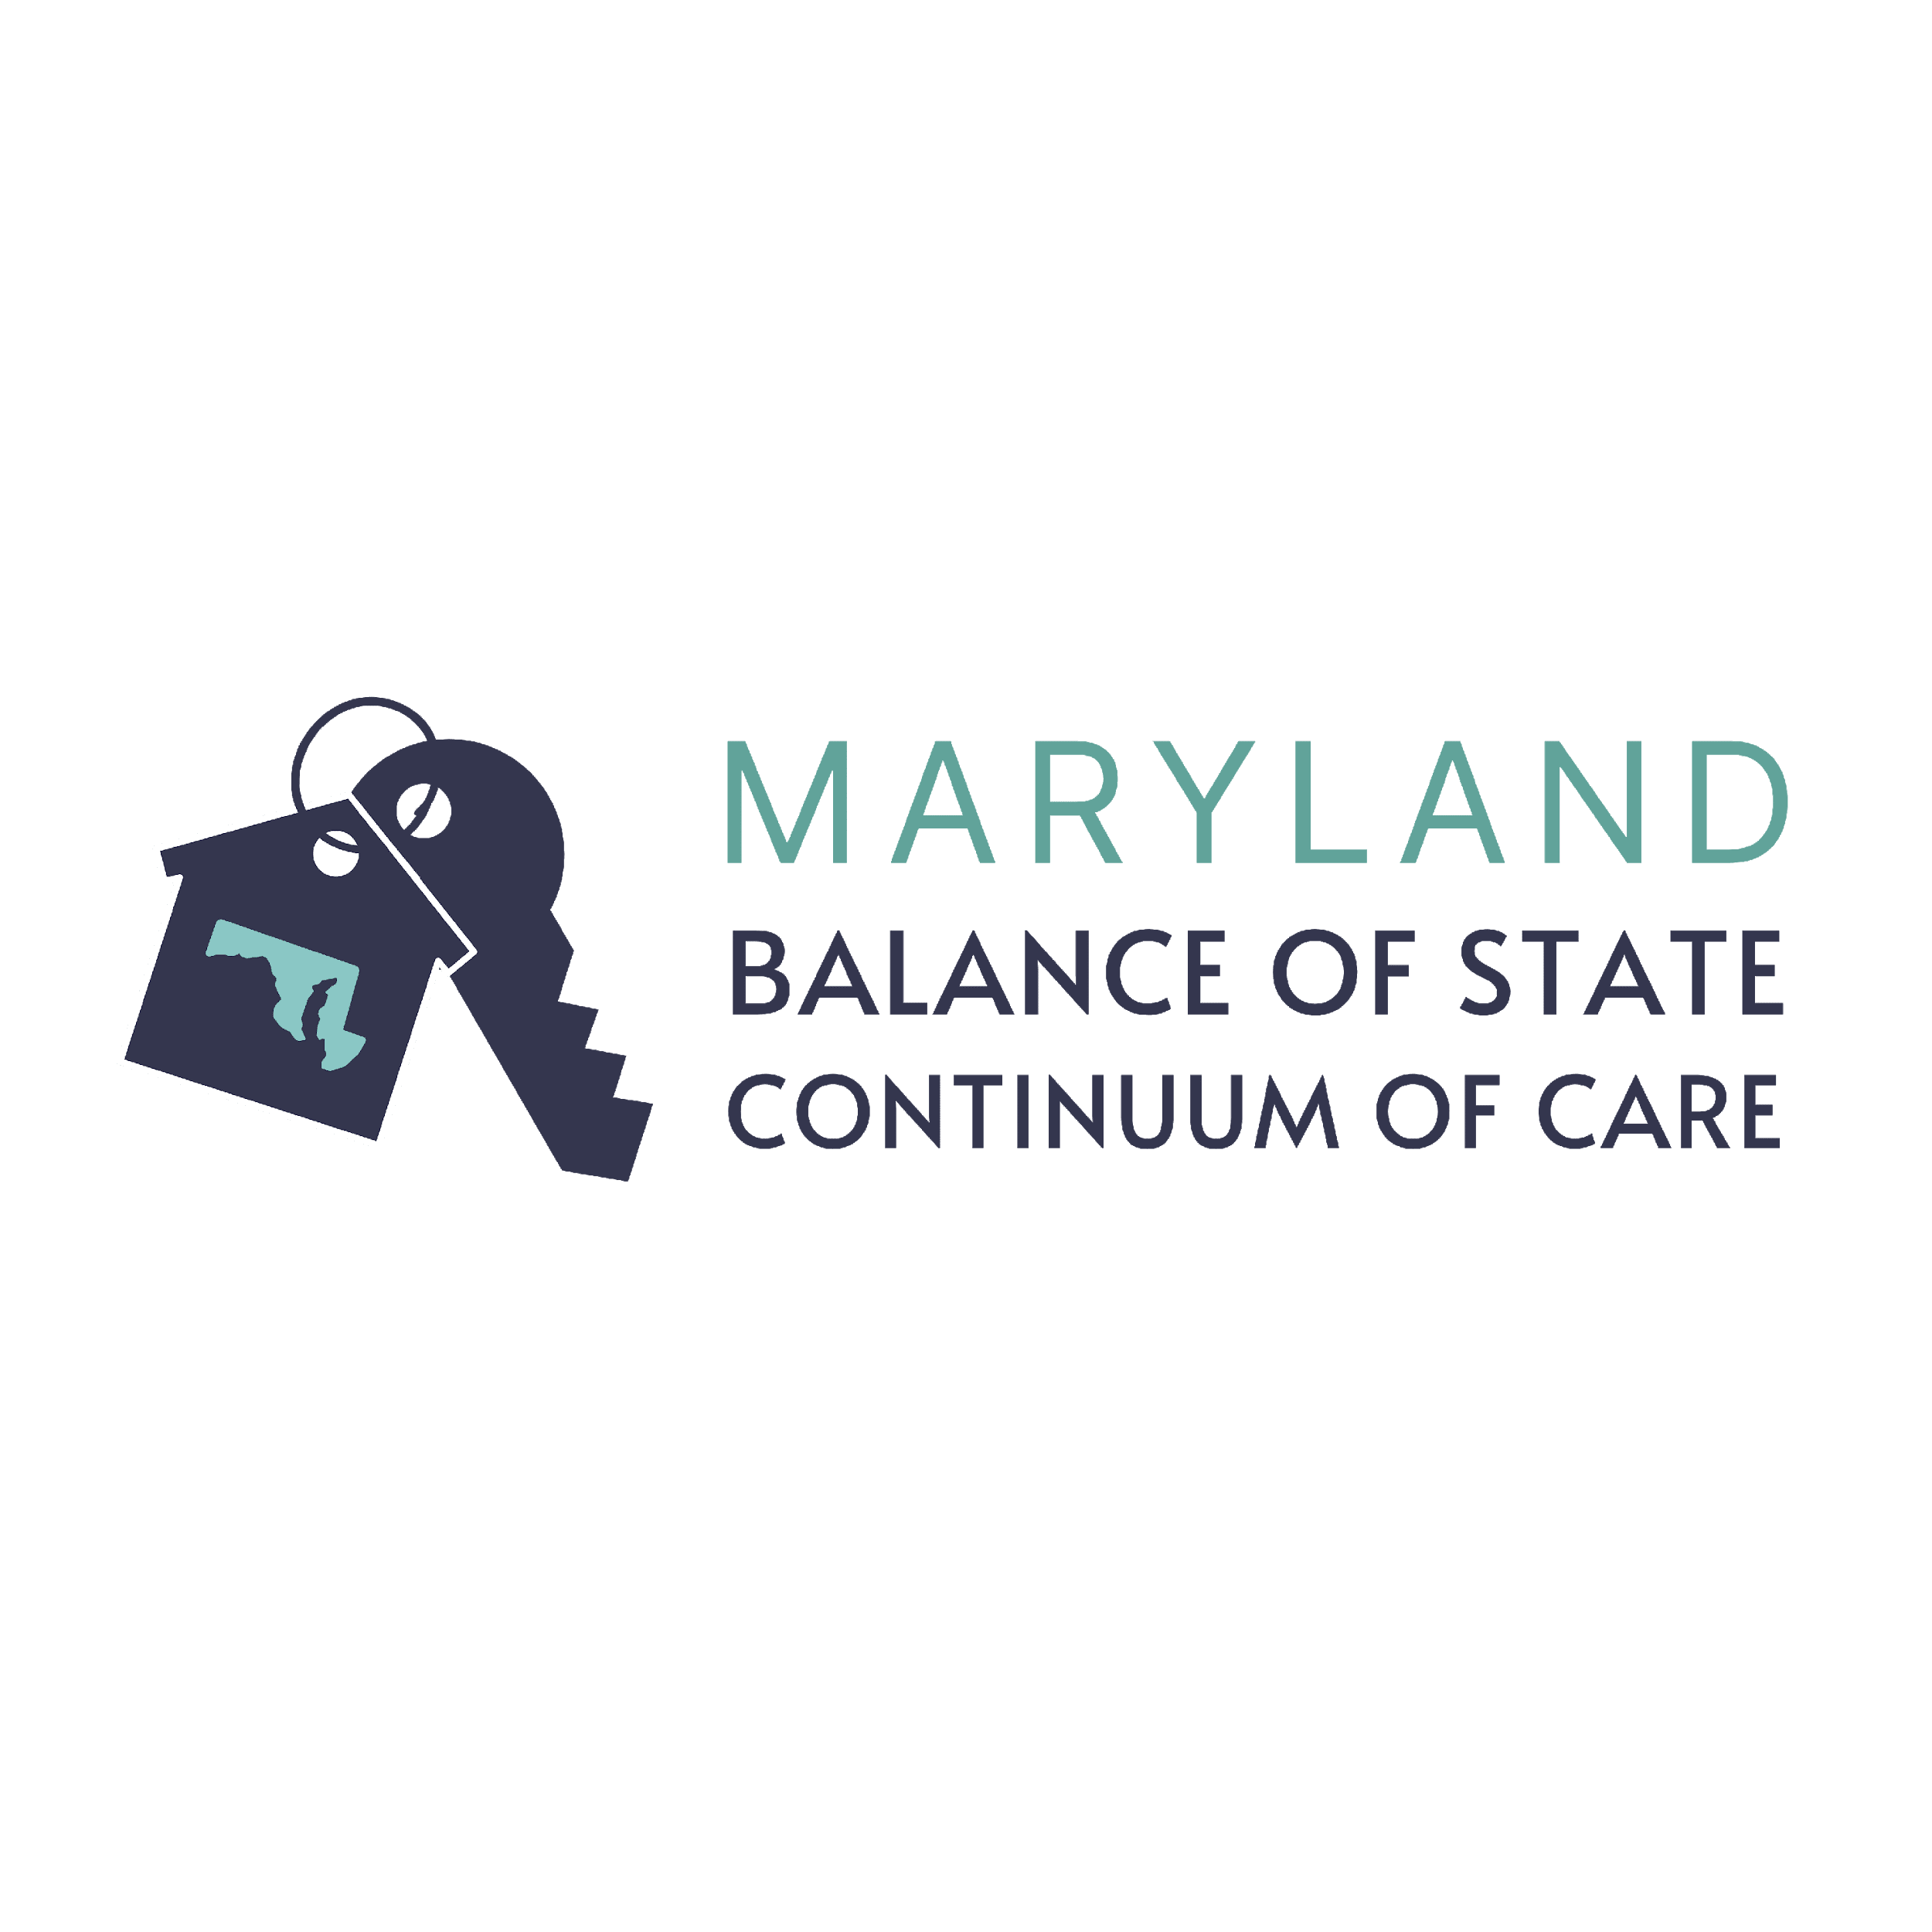 MARYLAND
BALANCE OF STATE
CONTINUUM OF CARE